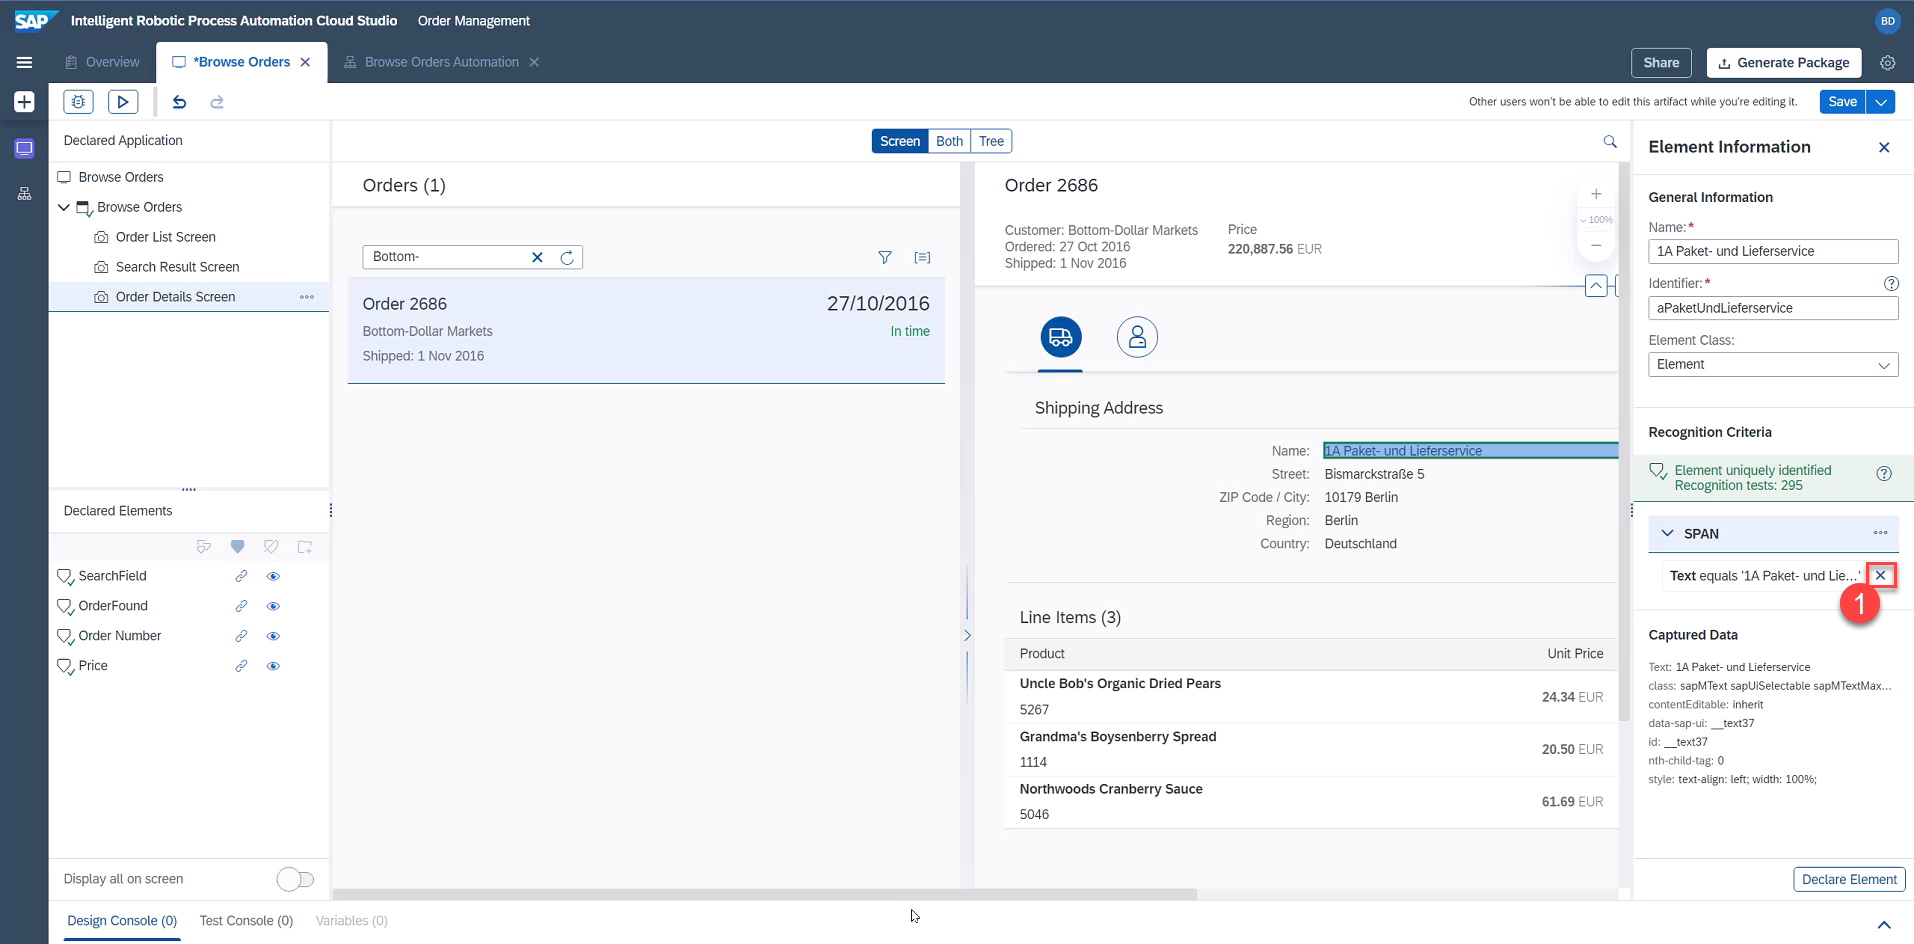 SAP Intelligent Robotic Process Automation Cloud Studio Order Management BD
Overview *Browse Orders Browse Orders Automation Share Generate Package
Other users won't be able to edit this artifact while you're editing it. Save
Declared Application
Browse Orders
Browse Orders
Order List Screen
Search Result Screen
Order Details Screen
Declared Elements
SearchField
OrderFound
Order Number
Price
Display all on screen
Screen Both Tree
Orders (1)
Bottom-
Order 2686 27/10/2016
Bottom-Dollar Markets In time
Shipped: 1 Nov 2016
Order 2686
Customer: Bottom-Dollar Markets Price
Ordered: 27 Oct 2016 220,887.56 EUR
Shipped: 1 Nov 2016
100%
Shipping Address
Name: 1A Paket- und Lieferservice
Street: Bismarckstraße 5
ZIP Code / City: 10179 Berlin
Region: Berlin
Country: Deutschland
Line Items (3)
Product Unit Price
Uncle Bob's Organic Dried Pears 24.34 EUR
5267
Grandma's Boysenberry Spread 20.50 EUR
1114
Northwoods Cranberry Sauce 61.69 EUR
5046
Element Information
General Information
Name:*
1A Paket- und Lieferservice
Identifier:*
aPaketUndLieferservice
Element Class:
Element
Recognition Criteria
Element uniquely identified
Recognition tests: 295
SPAN
Text equals '1A Paket- und Lie...'
1
Captured Data
Text: 1A Paket- und Lieferservice
class: sapMText sapUiSelectable sapMTextMax...
contentEditable: inherit
data-sap-ui: __text37
id: __text37
nth-child-tag: 0
style: text-align: left; width: 100%;
Declare Element
Design Console (0) Test Console (0) Variables (0)